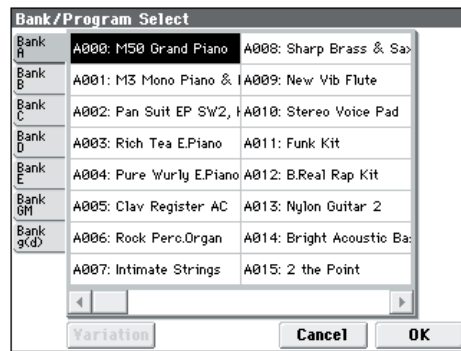 Bank/Program Select
Bank A
Bank B
Bank C
Bank D
Bank E
Bank GM
Bank g(d)
A000: M50 Grand Piano
A001: M3 Mono Piano &
A002: Pan Suit EP SW2,
A003: Rich Tea E.Piano
A004: Pure Wurly E.Piano
A005: Clav Register AC
A006: Rock Perc.Organ
A007: Intimate Strings
A008: Sharp Brass & Sax
A009: New Vib Flute
A010: Stereo Voice Pad
A011: Funk Kit
A012: B.Real Rap Kit
A013: Nylon Guitar 2
A014: Bright Acoustic Ba
A015: 2 the Point
Variation
Cancel
OK